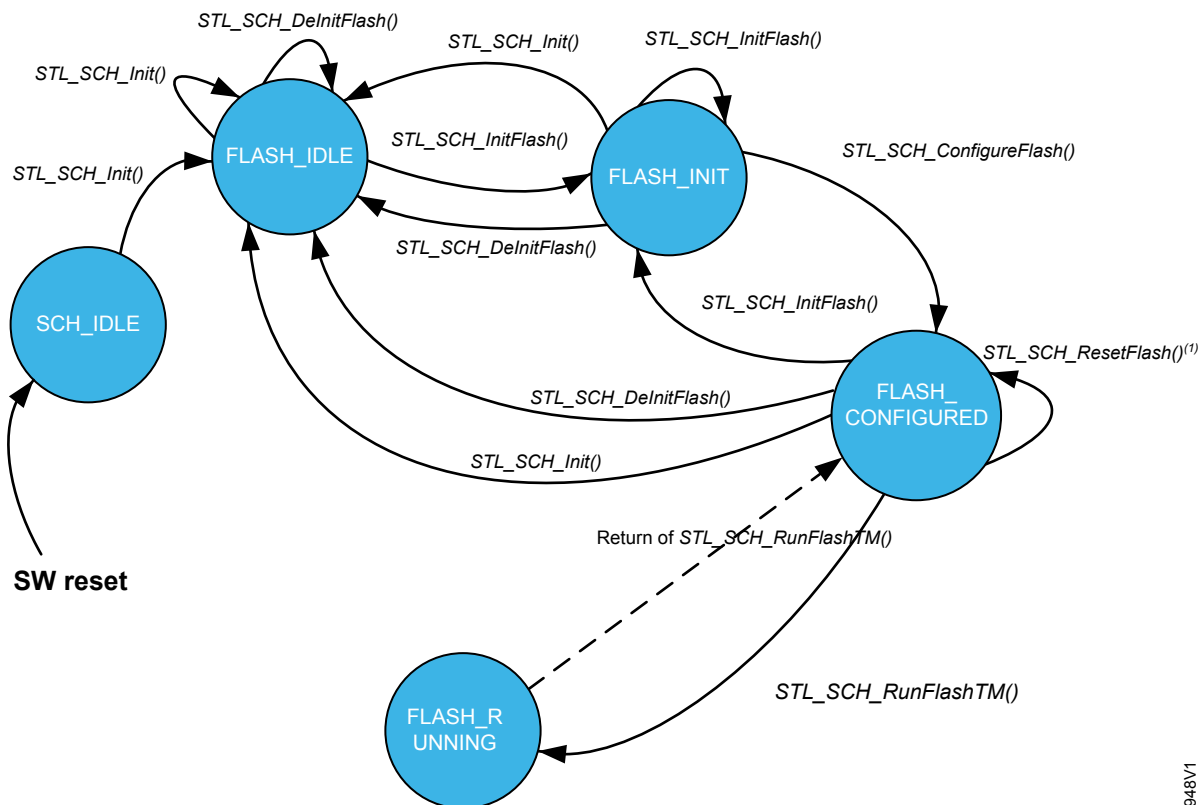 STL_SCH_DeInitFlash()
STL_SCH_Init()
STL_SCH_InitFlash()
STL_SCH_Init()
STL_SCH_InitFlash()
STL_SCH_ConfigureFlash()
FLASH_IDLE
FLASH_INIT
STL_SCH_Init()
STL_SCH_DeInitFlash()
STL_SCH_InitFlash()
SCH_IDLE
STL_SCH_ResetFlash()(1)
STL_SCH_DeInitFlash()
FLASH_
CONFIGURED
STL_SCH_Init()
Return of STL_SCH_RunFlashTM()
SW reset
STL_SCH_RunFlashTM()
FLASH_R
UNNING
948V1